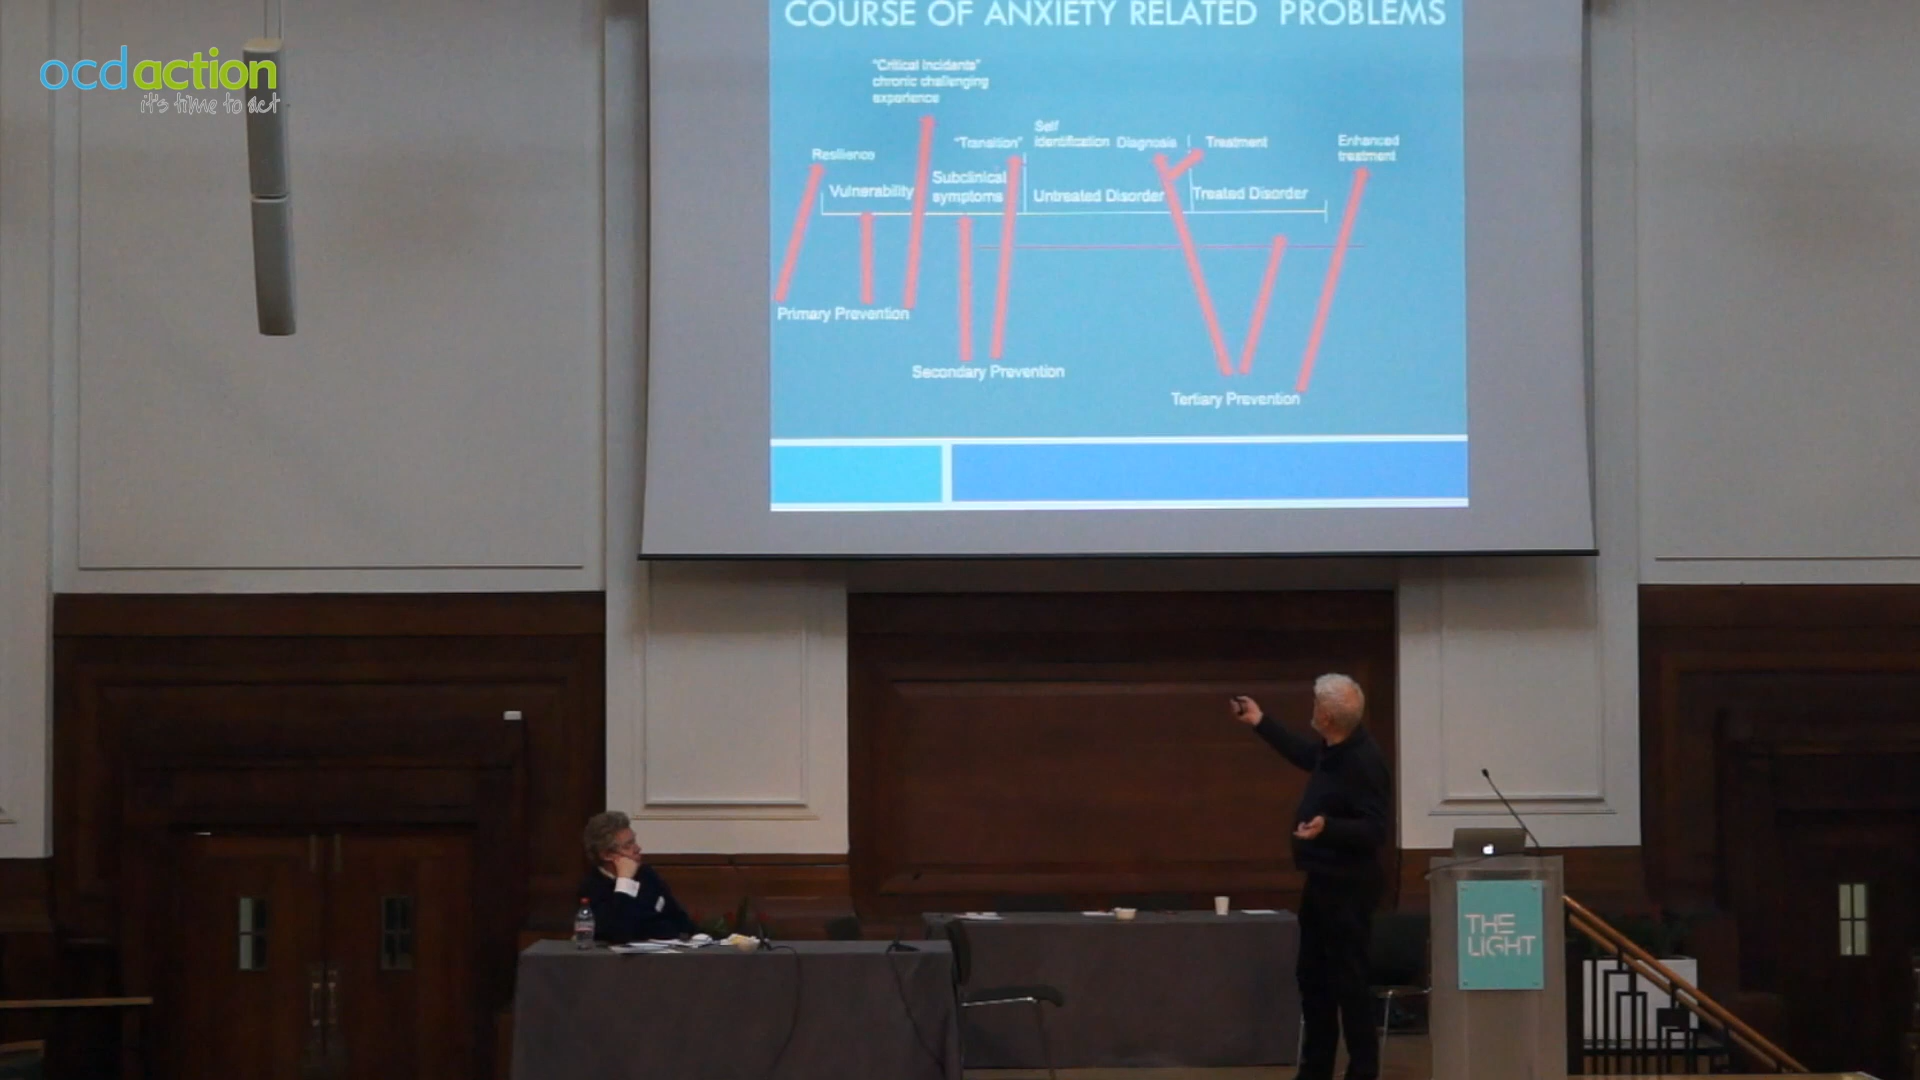 ocdaction
it's time to act
COURSE OF ANXIETY RELATED PROBLEMS
"Critical Incidents"
chronic challenging
experience
Resilience
"Transition"
Self
identification
Diagnosis
Treatment
Enhanced
treatment
Vulnerability
Subclinical
symptoms
Untreated Disorder
Treated Disorder
Primary Prevention
Secondary Prevention
Tertiary Prevention
THE
LIGHT